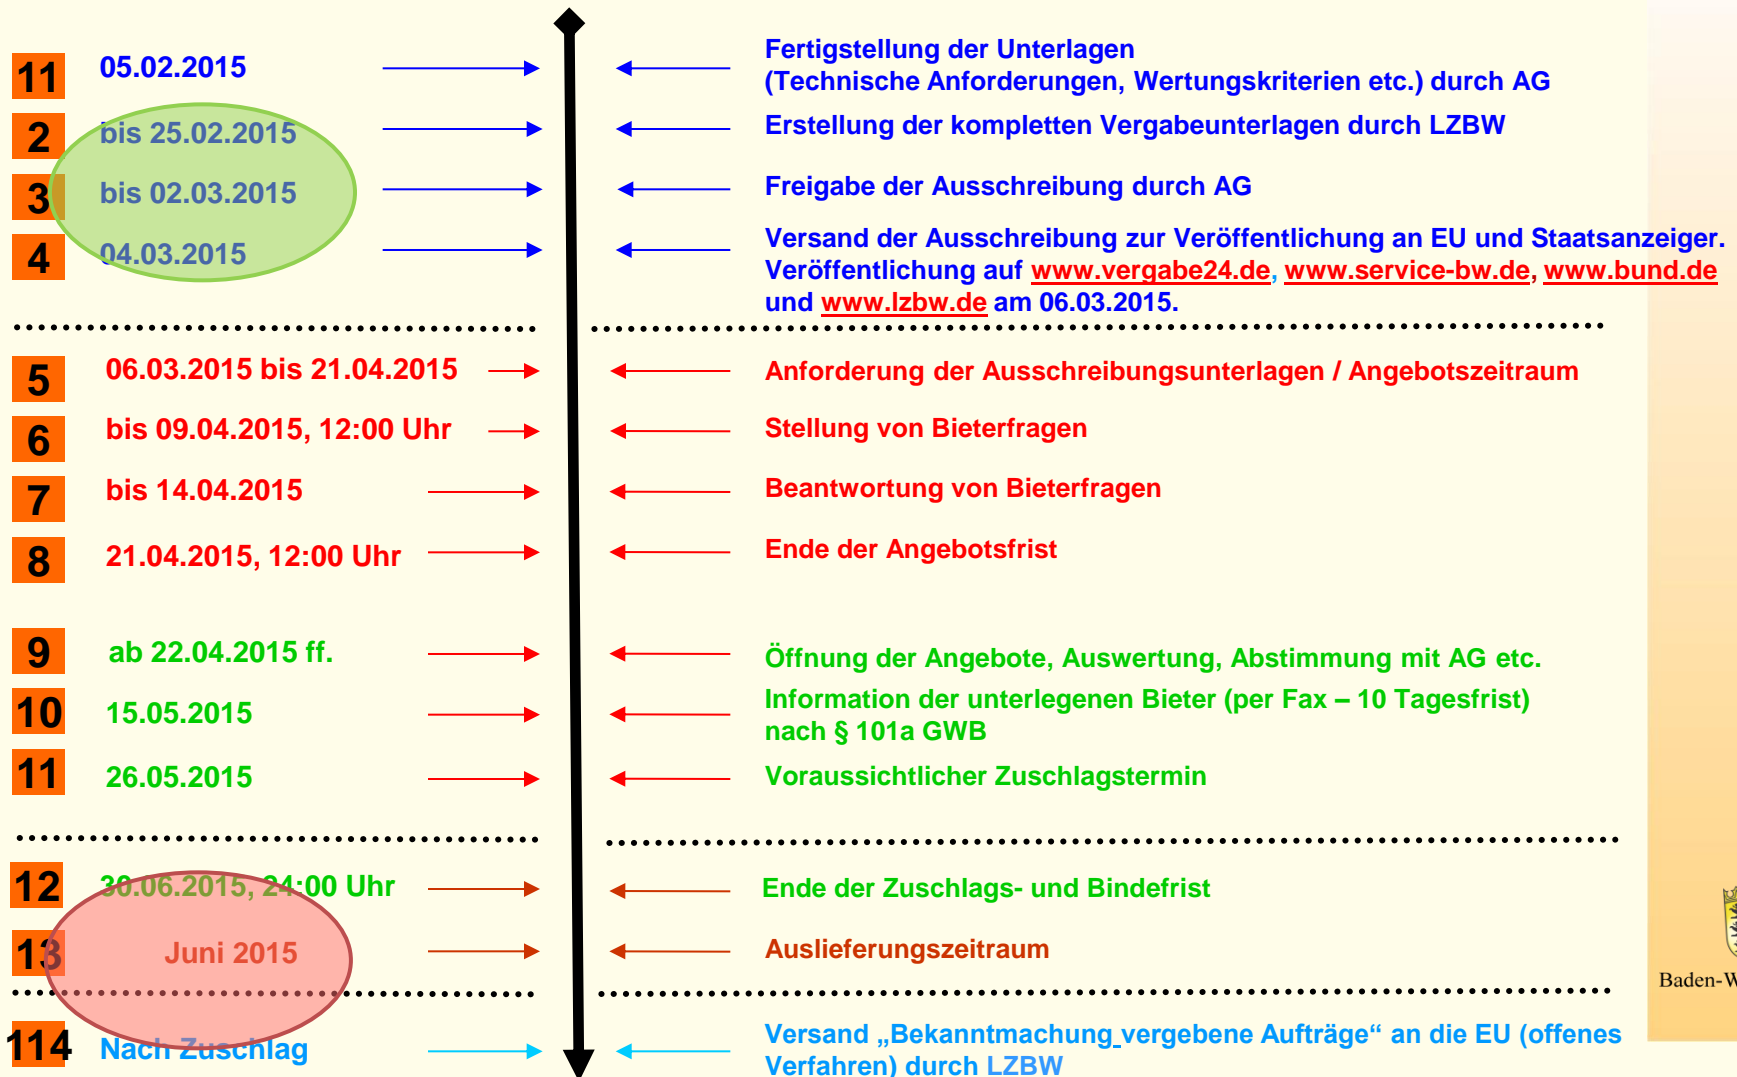 11 05.02.2015 Fertigstellung der Unterlagen
(Technische Anforderungen, Wertungskriterien etc.) durch AG
2 bis 25.02.2015 Erstellung der kompletten Vergabeunterlagen durch LZBW
3 bis 02.03.2015 Freigabe der Ausschreibung durch AG
4 04.03.2015 Versand der Ausschreibung zur Veröffentlichung an EU und Staatsanzeiger.
Veröffentlichung auf www.vergabe24.de, www.service-bw.de, www.bund.de
und www.lzbw.de am 06.03.2015.
5 06.03.2015 bis 21.04.2015 Anforderung der Ausschreibungsunterlagen / Angebotszeitraum
6 bis 09.04.2015, 12:00 Uhr Stellung von Bieterfragen
7 bis 14.04.2015 Beantwortung von Bieterfragen
8 21.04.2015, 12:00 Uhr Ende der Angebotsfrist
9 ab 22.04.2015 ff. Öffnung der Angebote, Auswertung, Abstimmung mit AG etc.
10 15.05.2015 Information der unterlegenen Bieter (per Fax – 10 Tagesfrist)
nach § 101a GWB
11 26.05.2015 Voraussichtlicher Zuschlagstermin
12 30.06.2015, 24:00 Uhr Ende der Zuschlags- und Bindefrist
13 Juni 2015 Auslieferungszeitraum
Baden-W
114 Nach Zuschlag Versand „Bekanntmachung vergebene Aufträge“ an die EU (offenes
Verfahren) durch LZBW